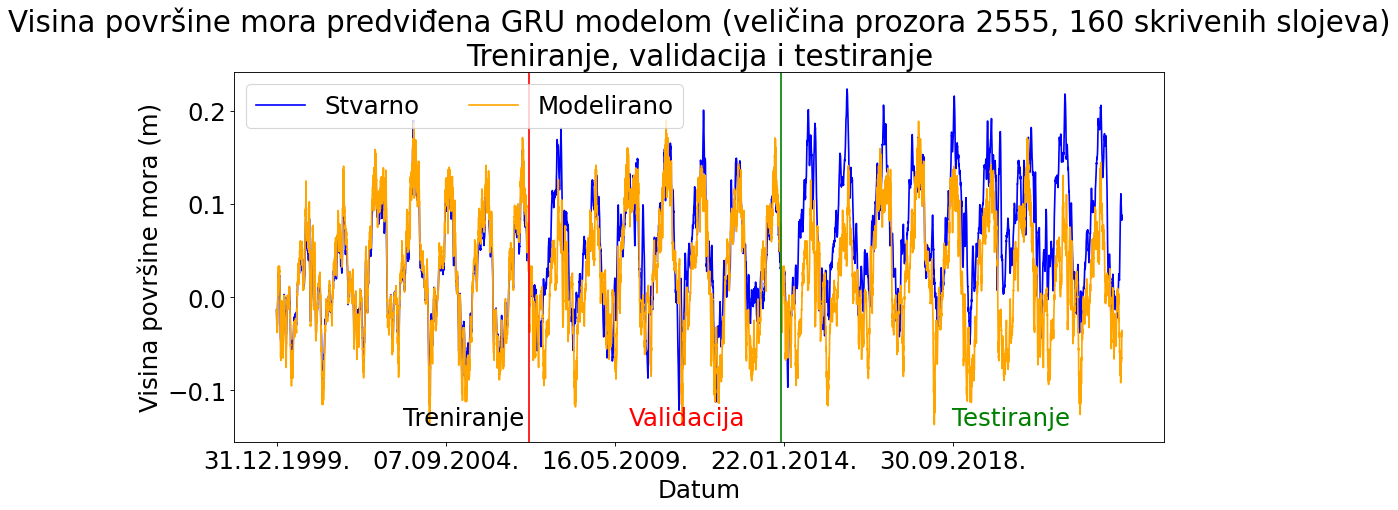 Visina površine mora predviđena GRU modelom (veličina prozora 2555, 160 skrivenih slojeva)
Treniranje, validacija i testiranje
Stvarno
Modelirano
Visina površine mora (m)
0.2
0.1
0.0
−0.1
Treniranje
Validacija
Testiranje
31.12.1999.
07.09.2004.
16.05.2009.
22.01.2014.
30.09.2018.
Datum